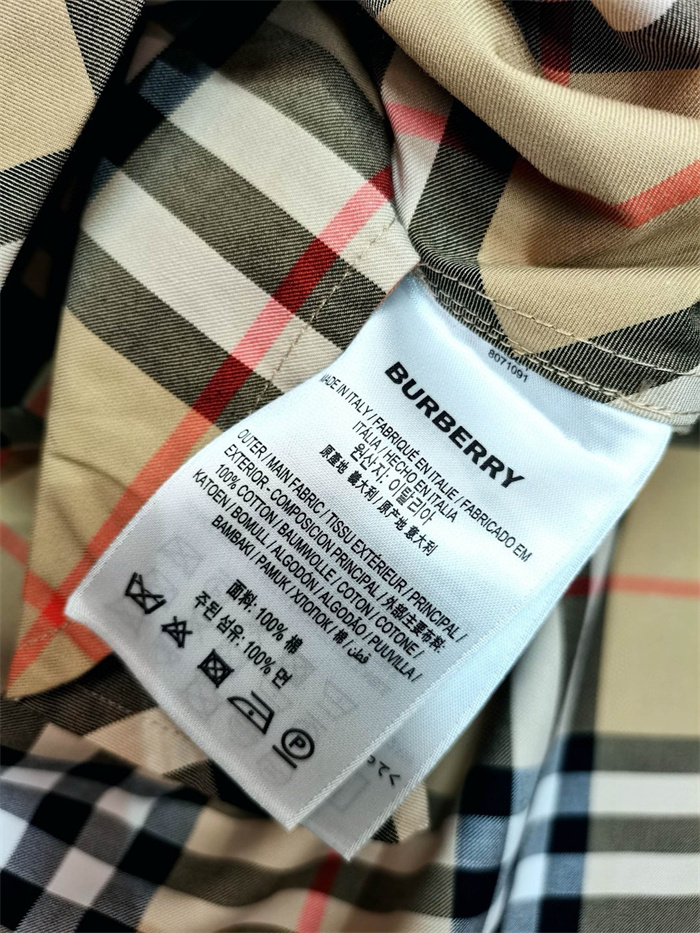 8071091
BURBERRY
MADE IN ITALY / FABRIQUÉ EN ITALIE / FABRICADO EM
ITÁLIA / HECHO EN ITALIA
원산지: 이탈리아
原產地 義大利 / 原产地 意大利
OUTER / MAIN FABRIC / TISSU EXTÉRIEUR / PRINCIPAL /
EXTERIOR - COMPOSICION PRINCIPAL / 外部主要布料:
100% COTTON / BAUMWOLLE / COTON / COTONE /
KATOEN / BOMULL / ALGODÓN / ALGODÃO / PUUVILLA /
BAMBAKI / PAMUK / ХЛОПОК / 棉 / قطن
面料: 100% 棉
주된 섬유: 100% 면
P